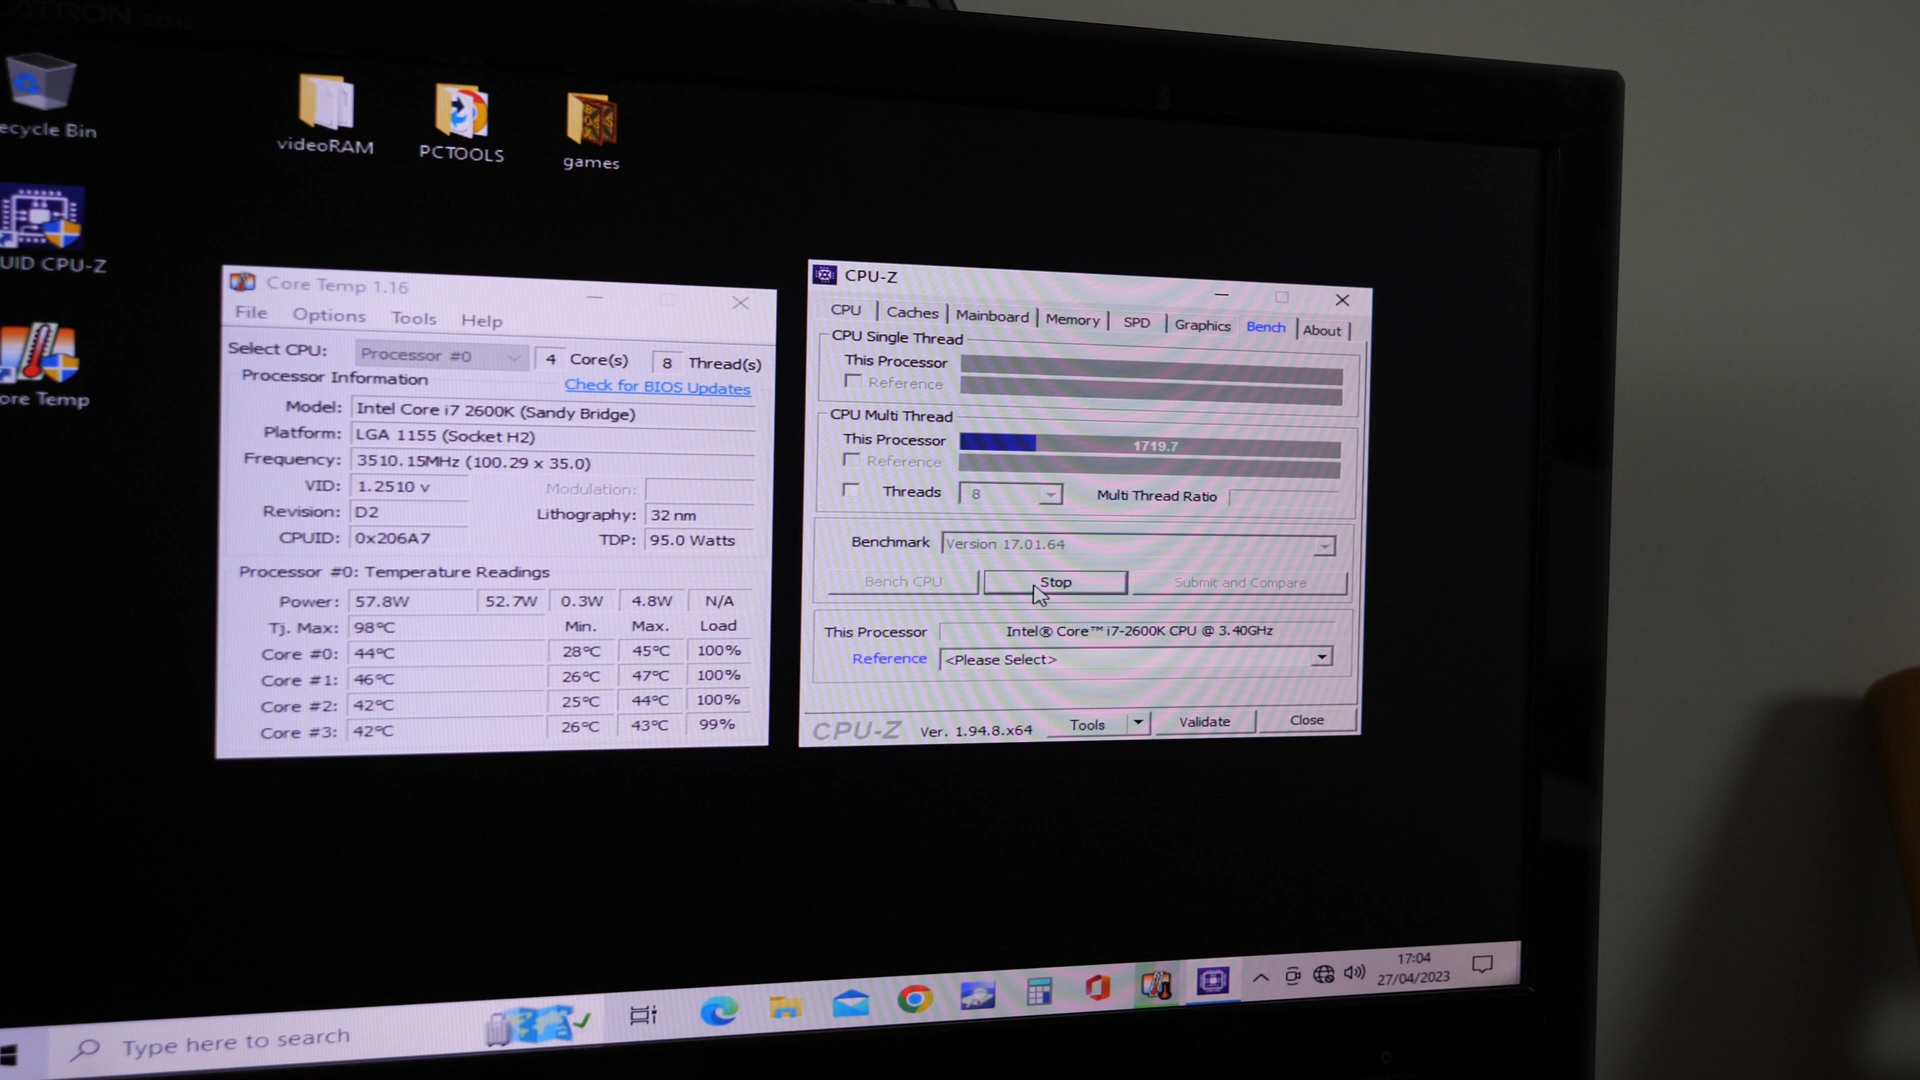 ecycle Bin
videoRAM
PCTOOLS
games
UID CPU-Z
ore Temp
Core Temp 1.16
File Options Tools Help
Select CPU: Processor #0 4 Core(s) 8 Thread(s)
Processor Information Check for BIOS Updates
Model: Intel Core i7 2600K (Sandy Bridge)
Platform: LGA 1155 (Socket H2)
Frequency: 3510.15MHz (100.29 x 35.0)
VID: 1.2510 v Modulation:
Revision: D2 Lithography: 32 nm
CPUID: 0x206A7 TDP: 95.0 Watts
Processor #0: Temperature Readings
Power: 57.8W 52.7W 0.3W 4.8W N/A
Tj. Max: 98°C Min. Max. Load
Core #0: 44°C 28°C 45°C 100%
Core #1: 46°C 26°C 47°C 100%
Core #2: 42°C 25°C 44°C 100%
Core #3: 42°C 26°C 43°C 99%
CPU-Z
CPU Caches Mainboard Memory SPD Graphics Bench About
CPU Single Thread
This Processor
Reference
CPU Multi Thread
This Processor 1719.7
Reference
Threads 8 Multi Thread Ratio
Benchmark Version 17.01.64
Bench CPU Stop Submit and Compare
This Processor Intel® Core™ i7-2600K CPU @ 3.40GHz
Reference <Please Select>
CPU-Z Ver. 1.94.8.x64 Tools Validate Close
Type here to search
17:04
27/04/2023